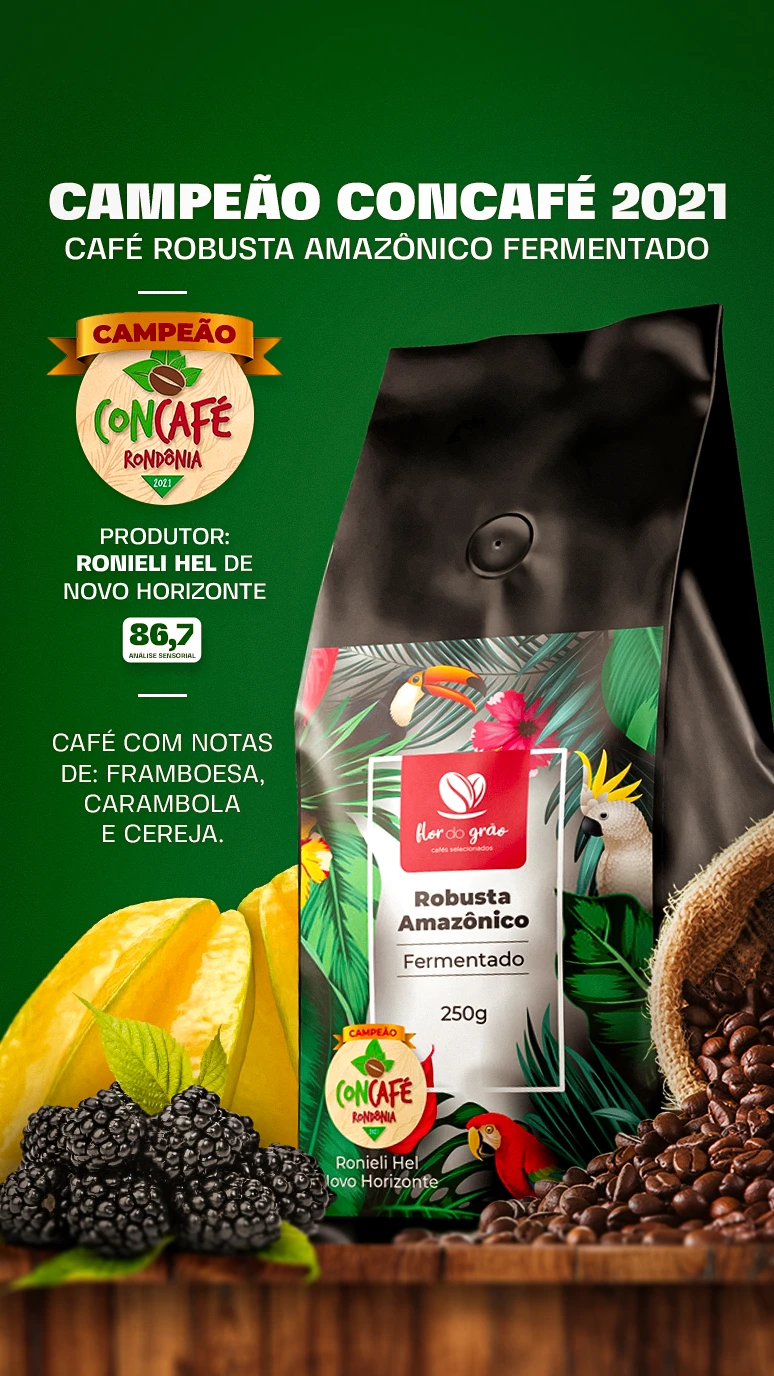 CAMPEÃO CONCAFÉ 2021
CAFÉ ROBUSTA AMAZÔNICO FERMENTADO
CAMPEÃO
CONCAFÉ
RONDÔNIA
2021
PRODUTOR:
RONIELI HEL DE
NOVO HORIZONTE
86,7
ANÁLISE SENSORIAL
CAFÉ COM NOTAS
DE: FRAMBOESA,
CARAMBOLA
E CEREJA.
flor do grão
cafés selecionados
Robusta
Amazônico
Fermentado
250g
CAMPEÃO
CONCAFÉ
RONDÔNIA
Ronieli Hel
ovo Horizonte